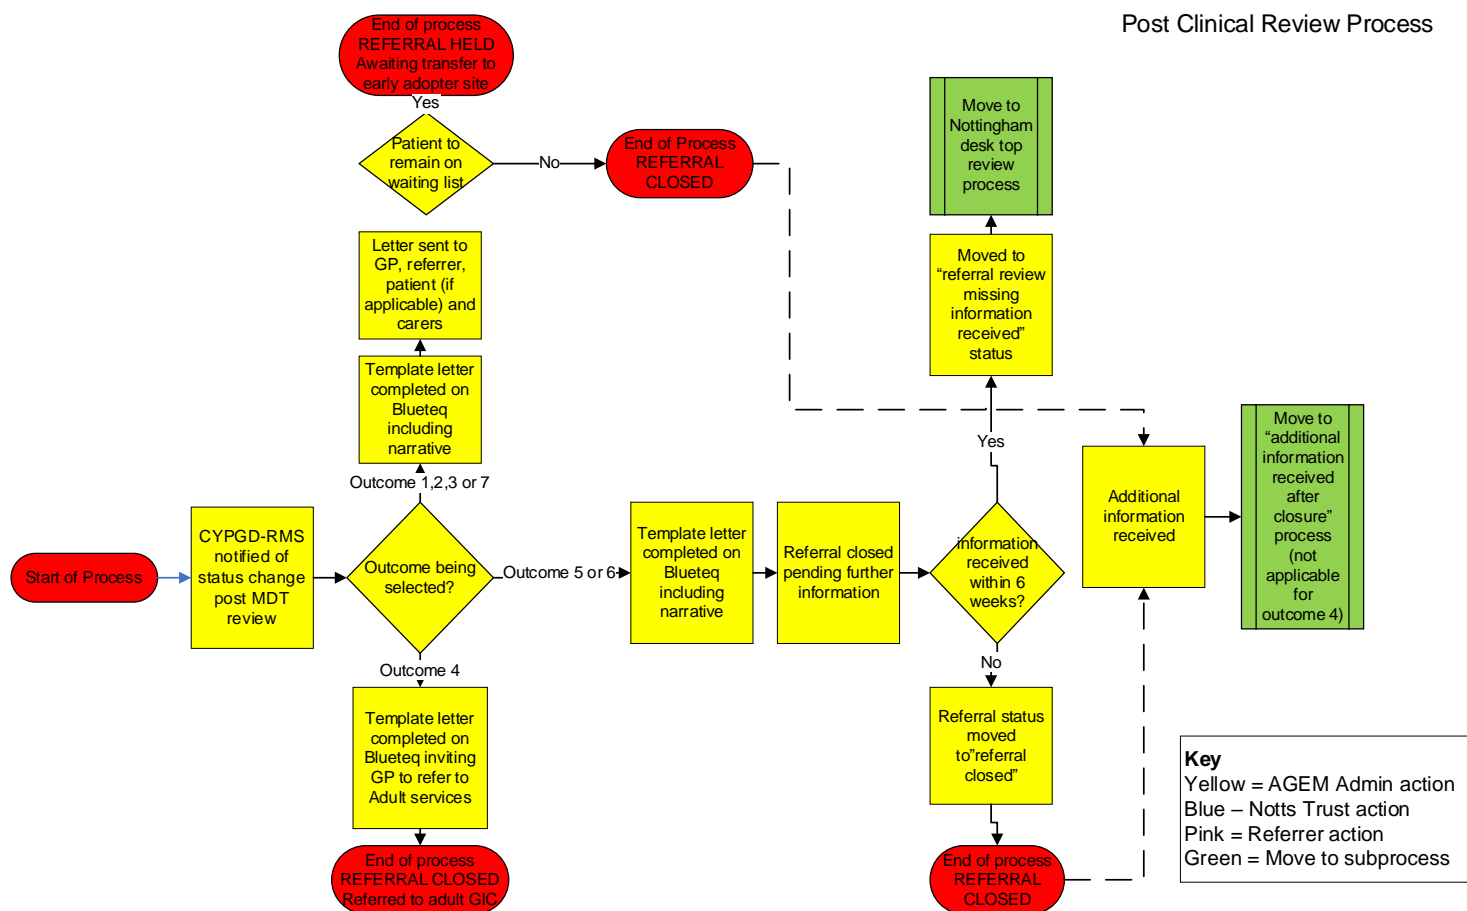 Post Clinical Review Process
End of process
REFERRAL HELD
Awaiting transfer to
early adopter site
Yes
Patient to
remain on
waiting list
No
End of Process
REFERRAL
CLOSED
Move to
Nottingham
desk top
review
process
Letter sent to
GP, referrer,
patient (if
applicable) and
carers
Moved to
“referral review
missing
information
received”
status
Template letter
completed on
Blueteq
including
narrative
Outcome 1,2,3 or 7
Yes
Start of Process
CYPGD-RMS
notified of
status change
post MDT
review
Outcome being
selected?
Outcome 5 or 6
Template letter
completed on
Blueteq
including
narrative
Referral closed
pending further
information
information
received
within 6
weeks?
Additional
information
received
Move to
“additional
information
received
after
closure”
process
(not
applicable
for
outcome 4)
Outcome 4
No
Template letter
completed on
Blueteq inviting
GP to refer to
Adult services
Referral status
moved
to”referral
closed”
End of process
REFERRAL CLOSED
Referred to adult GIC
End of process
REFERRAL
CLOSED
Key
Yellow = AGEM Admin action
Blue – Notts Trust action
Pink = Referrer action
Green = Move to subprocess